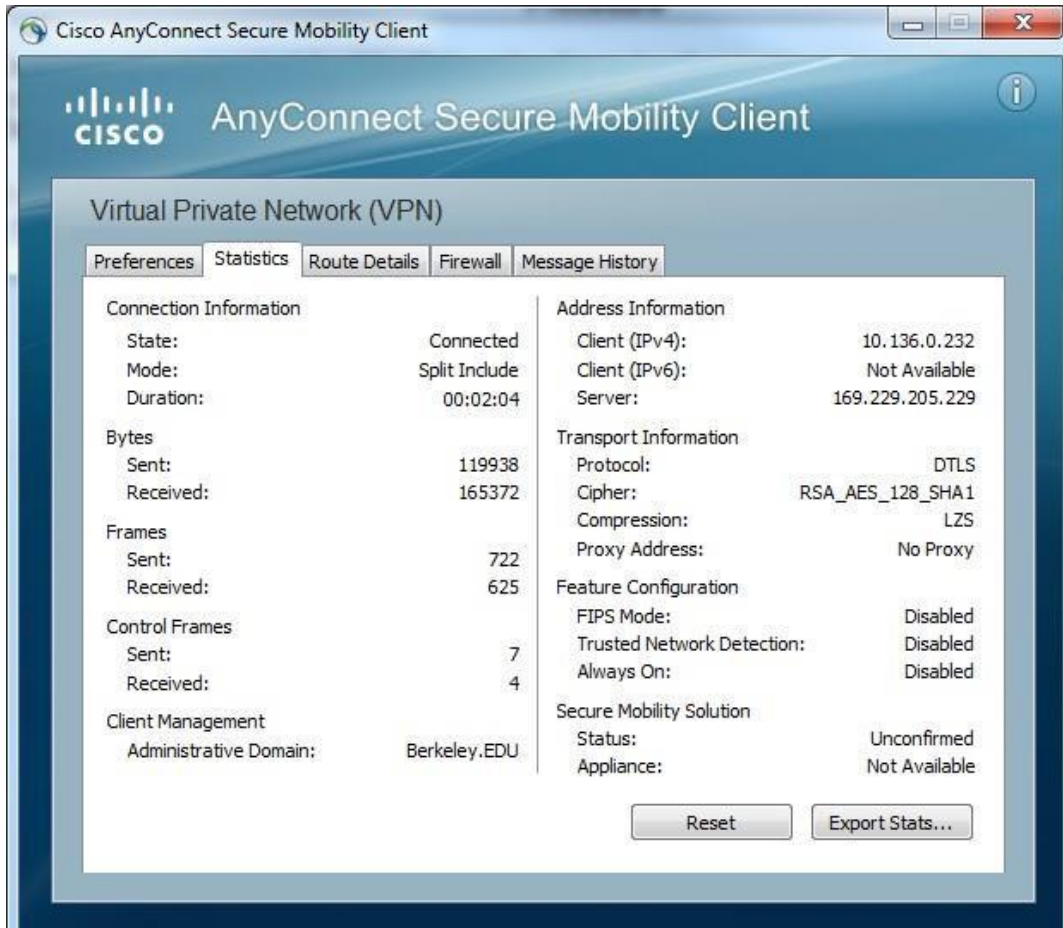 Cisco AnyConnect Secure Mobility Client
CISCO AnyConnect Secure Mobility Client
Virtual Private Network (VPN)
Preferences Statistics Route Details Firewall Message History
Connection Information
State: Connected
Mode: Split Include
Duration: 00:02:04
Bytes
Sent: 119938
Received: 165372
Frames
Sent: 722
Received: 625
Control Frames
Sent: 7
Received: 4
Client Management
Administrative Domain: Berkeley.EDU
Address Information
Client (IPv4): 10.136.0.232
Client (IPv6): Not Available
Server: 169.229.205.229
Transport Information
Protocol: DTLS
Cipher: RSA_AES_128_SHA1
Compression: LZS
Proxy Address: No Proxy
Feature Configuration
FIPS Mode: Disabled
Trusted Network Detection: Disabled
Always On: Disabled
Secure Mobility Solution
Status: Unconfirmed
Appliance: Not Available
Reset Export Stats...